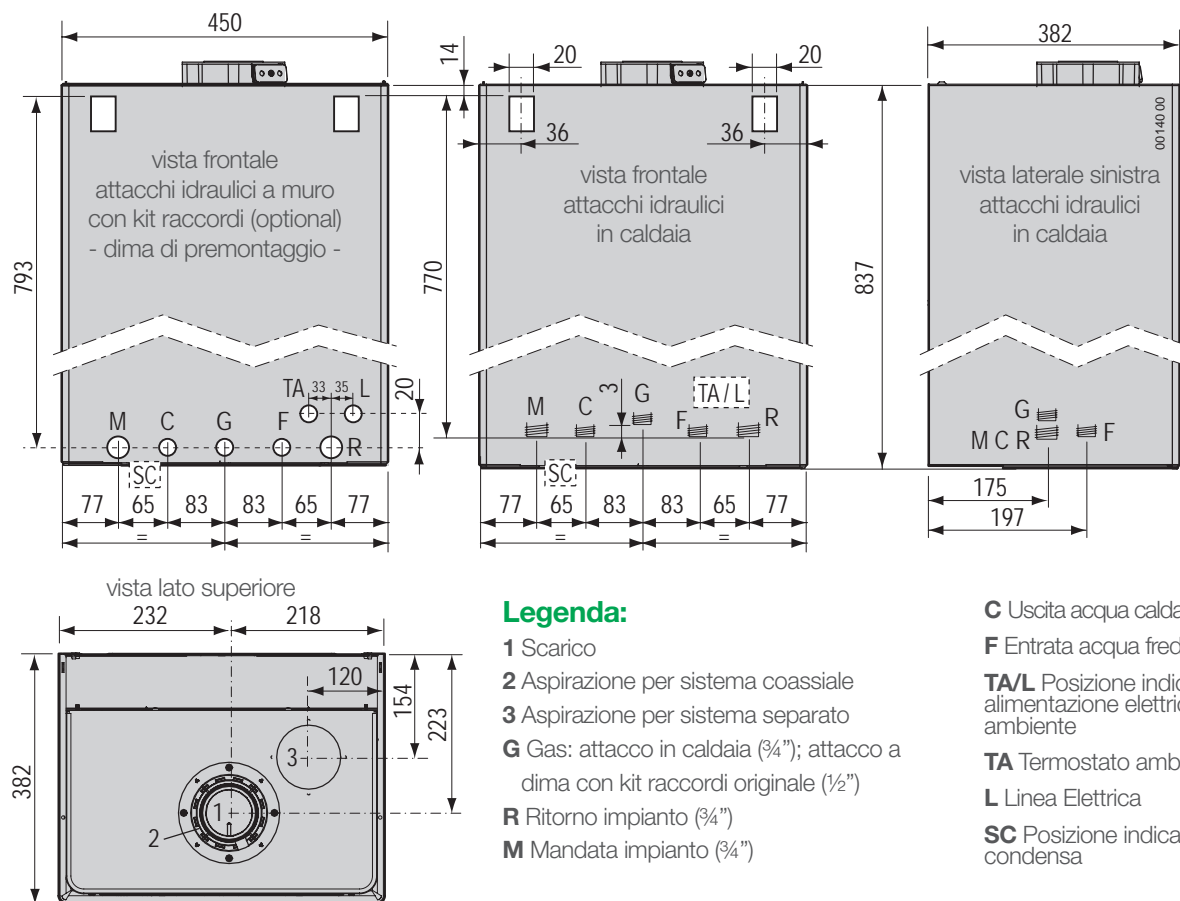 450
14
20
20
382
36
36
793
vista frontale
attacchi idraulici a muro
con kit raccordi (optional)
- dima di premontaggio -
TA
33
35
L
20
M
C
G
F
R
SC
77
65
83
83
65
77
=
=
770
vista frontale
attacchi idraulici
in caldaia
3
M
C
G
TA / L
F
R
SC
77
65
83
83
65
77
=
=
837
00140 00
vista laterale sinistra
attacchi idraulici
in caldaia
G
M C R
F
175
197
vista lato superiore
232
218
120
154
223
382
3
1
2
Legenda:
1 Scarico
2 Aspirazione per sistema coassiale
3 Aspirazione per sistema separato
G Gas: attacco in caldaia (¾”); attacco a
dima con kit raccordi originale (½”)
R Ritorno impianto (¾”)
M Mandata impianto (¾”)
C Uscita acqua calda
F Entrata acqua fred
TA/L Posizione indic
alimentazione elettric
ambiente
TA Termostato amb
L Linea Elettrica
SC Posizione indica
condensa